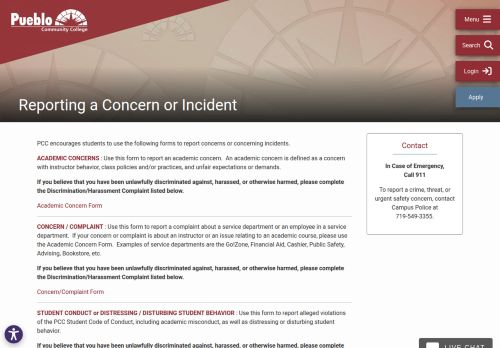 Pueblo
Community College
Menu
Search
Login
Apply
Reporting a Concern or Incident
PCC encourages students to use the following forms to report concerns or concerning incidents.
ACADEMIC CONCERNS : Use this form to report an academic concern. An academic concern is defined as a concern
with instructor behavior, class policies and/or practices, and unfair expectations or demands.
If you believe that you have been unlawfully discriminated against, harassed, or otherwise harmed, please complete
the Discrimination/Harassment Complaint listed below.
Academic Concern Form
CONCERN / COMPLAINT : Use this form to report a complaint about a service department or an employee in a service
department. If your concern or complaint is about an instructor or an issue relating to an academic course, please use
the Academic Concern Form. Examples of service departments are the Go!Zone, Financial Aid, Cashier, Public Safety,
Advising, Bookstore, etc.
If you believe that you have been unlawfully discriminated against, harassed, or otherwise harmed, please complete
the Discrimination/Harassment Complaint listed below.
Concern/Complaint Form
STUDENT CONDUCT or DISTRESSING / DISTURBING STUDENT BEHAVIOR : Use this form to report alleged violations
of the PCC Student Code of Conduct, including academic misconduct, as well as distressing or disturbing student
behavior.
If you believe that you have been unlawfully discriminated against, harassed, or otherwise harmed, please complete
Contact
In Case of Emergency,
Call 911
To report a crime, threat, or
urgent safety concern, contact
Campus Police at
719-549-3355.
LIVE CHAT